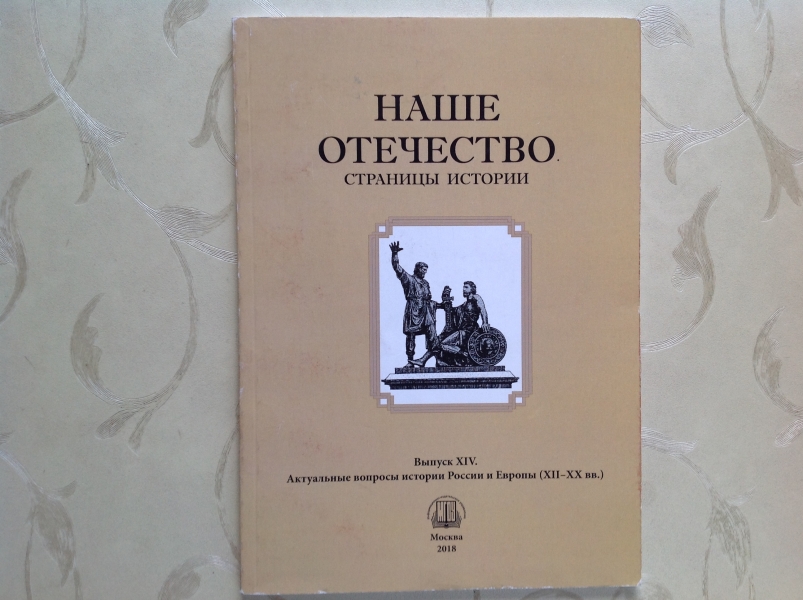 НАШЕ
ОТЕЧЕСТВО.
СТРАНИЦЫ ИСТОРИИ
Выпуск XIV.
Актуальные вопросы истории России и Европы (XII–XX вв.)
Москва
2018